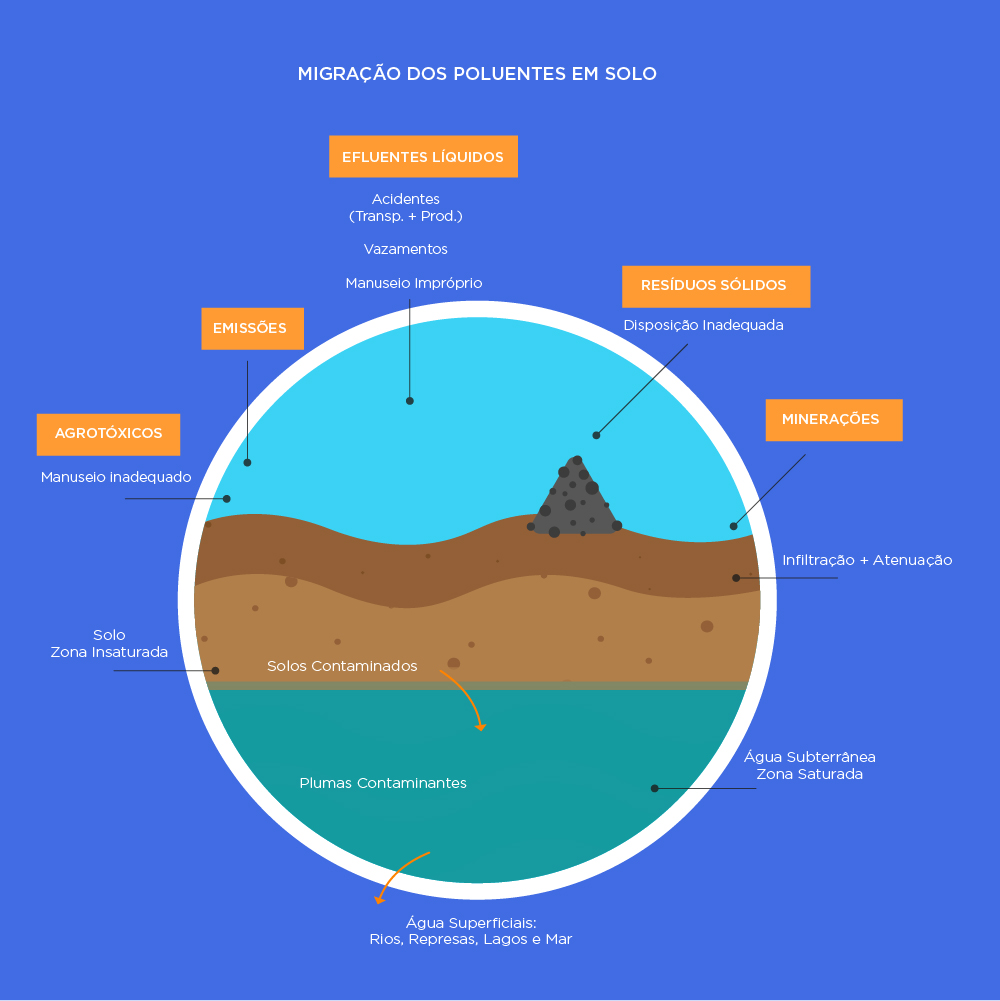 MIGRAÇÃO DOS POLUENTES EM SOLO
EFLUENTES LÍQUIDOS
Acidentes
(Transp. + Prod.)
Vazamentos
Manuseio Impróprio
RESÍDUOS SÓLIDOS
Disposição Inadequada
EMISSÕES
MINERAÇÕES
AGROTÓXICOS
Manuseio inadequado
Infiltração + Atenuação
Solo
Zona Insaturada
Solos Contaminados
Água Subterrânea
Zona Saturada
Plumas Contaminantes
Água Superficiais:
Rios, Represas, Lagos e Mar